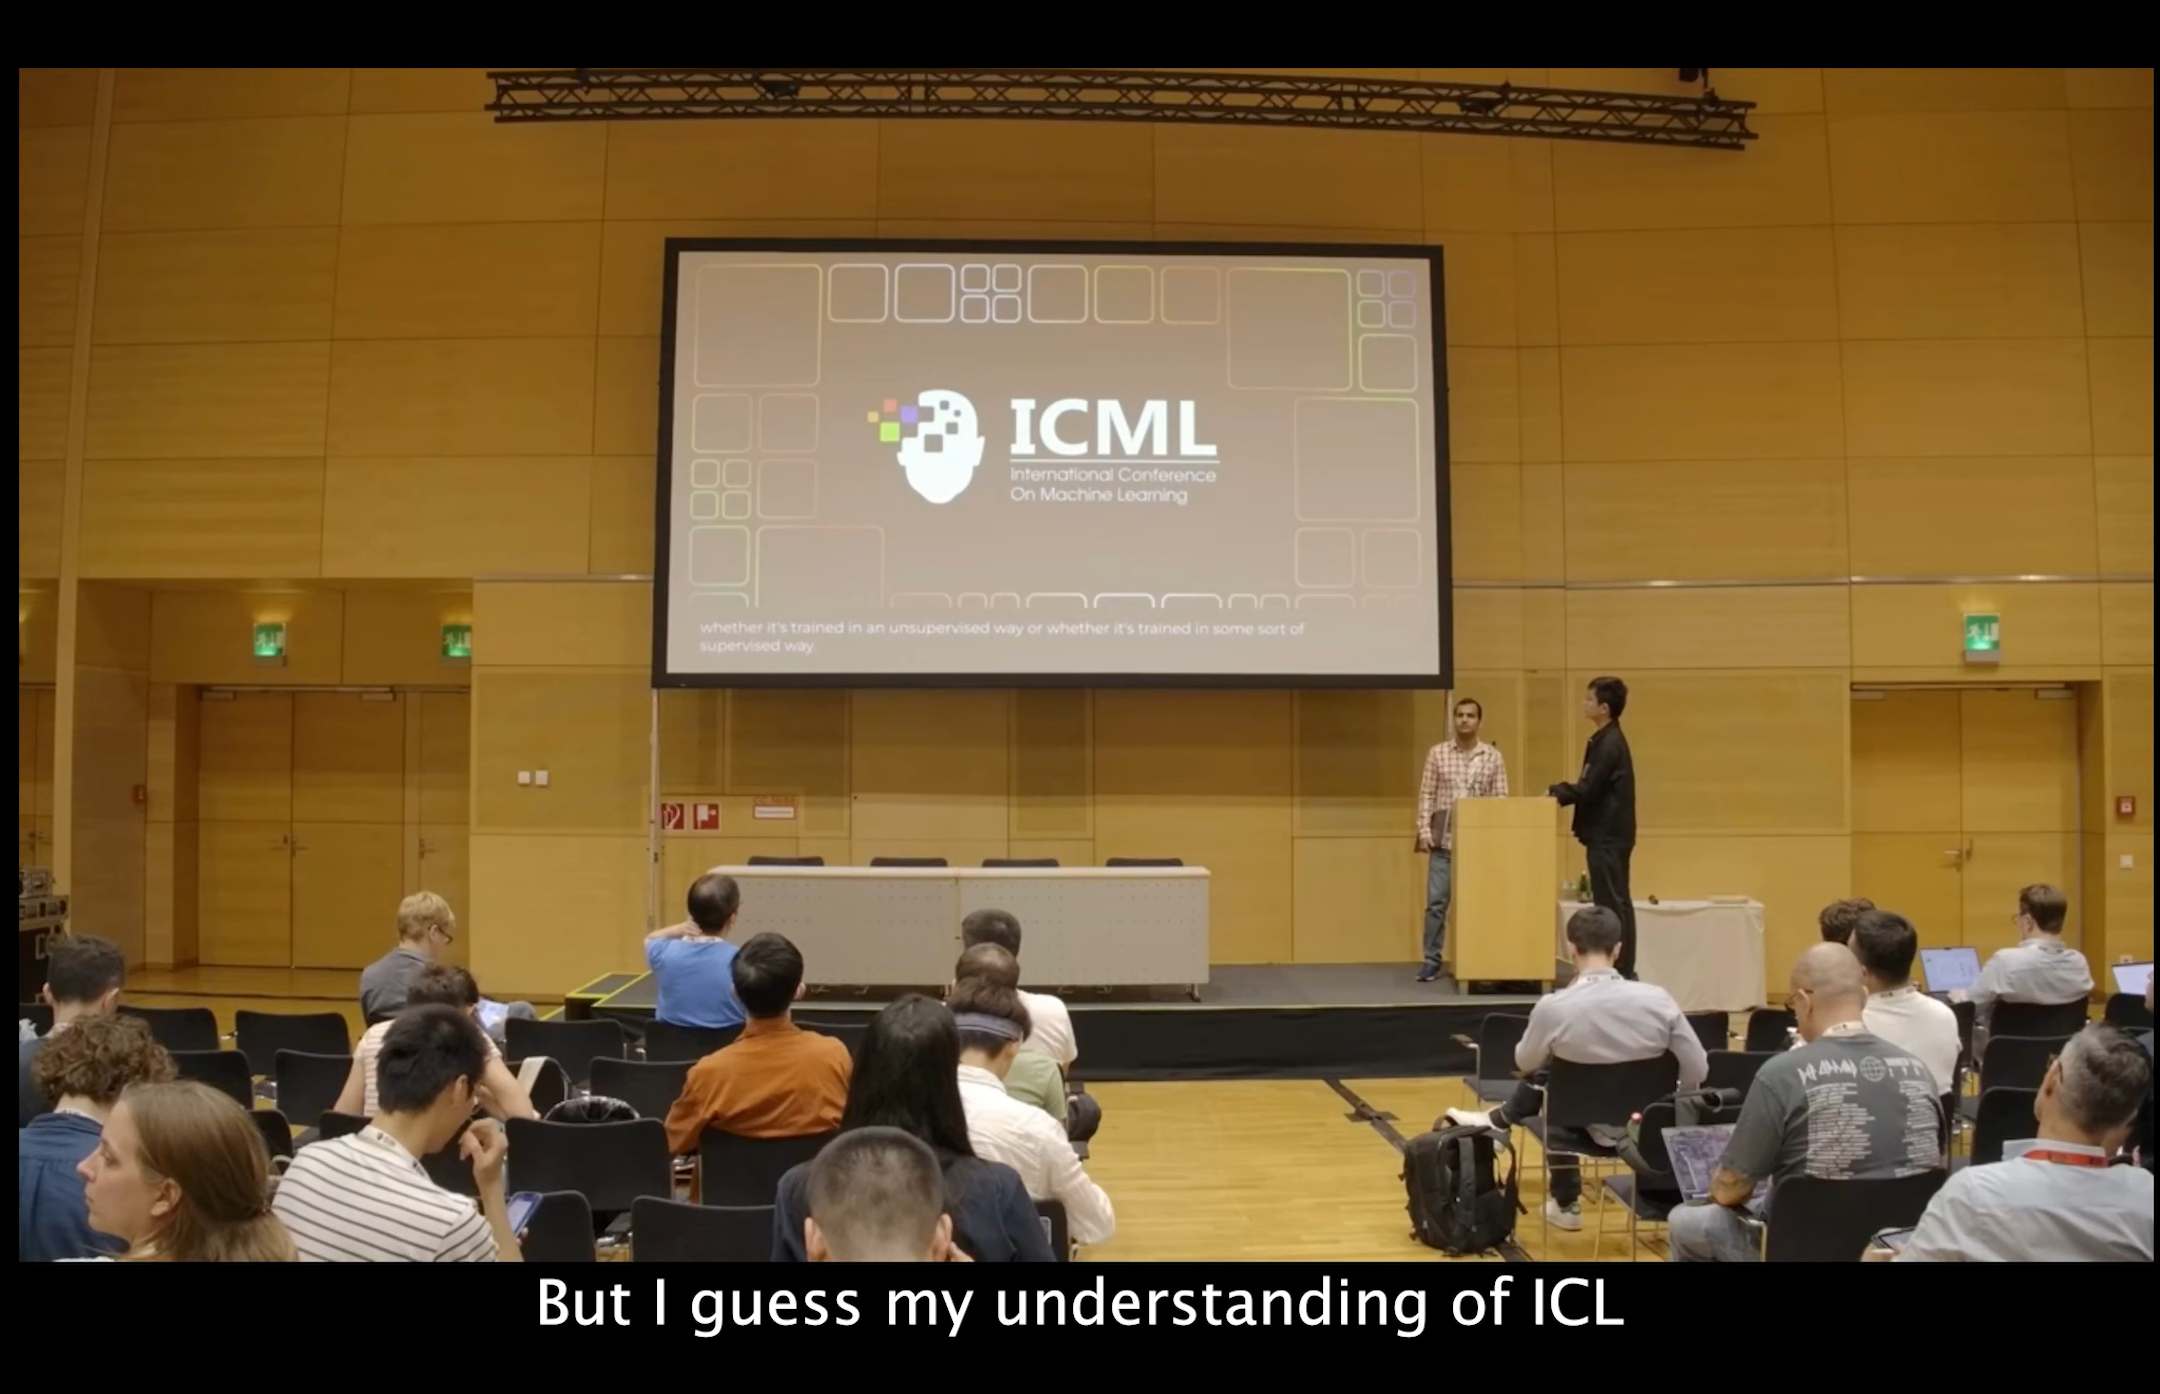 ICML
International Conference
On Machine Learning
whether it's trained in an unsupervised way or whether it's trained in some sort of
supervised way.
But I guess my understanding of ICL